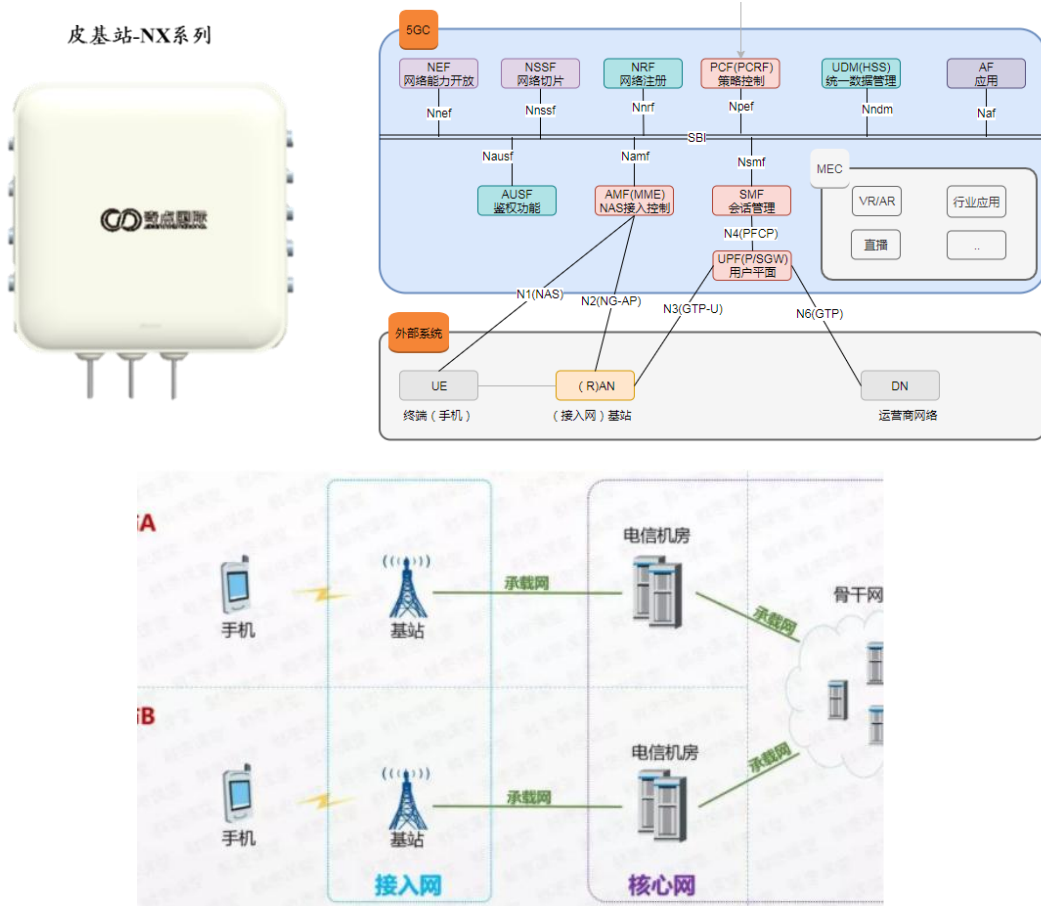 皮基站-NX系列
奇点国际
5GC
NEF
网络能力开放
NSSF
网络切片
NRF
网络注册
PCF(PCRF)
策略控制
UDM(HSS)
统一数据管理
AF
应用
Nnef
Nnssf
Nnrf
Npef
Nndm
Naf
SBI
Nausf
Namf
Nsmf
MEC
AUSF
鉴权功能
AMF(MME)
NAS接入控制
SMF
会话管理
VR/AR
行业应用
N4(PFCP)
直播
..
UPF(P/SGW)
用户平面
N1(NAS)
N2(NG-AP)
N3(GTP-U)
N6(GTP)
外部系统
UE
（R)AN
DN
终端（手机）
（接入网）基站
运营商网络
电信机房
手机
基站
承载网
承载网
骨干网
电信机房
手机
基站
承载网
承载网
接入网
核心网